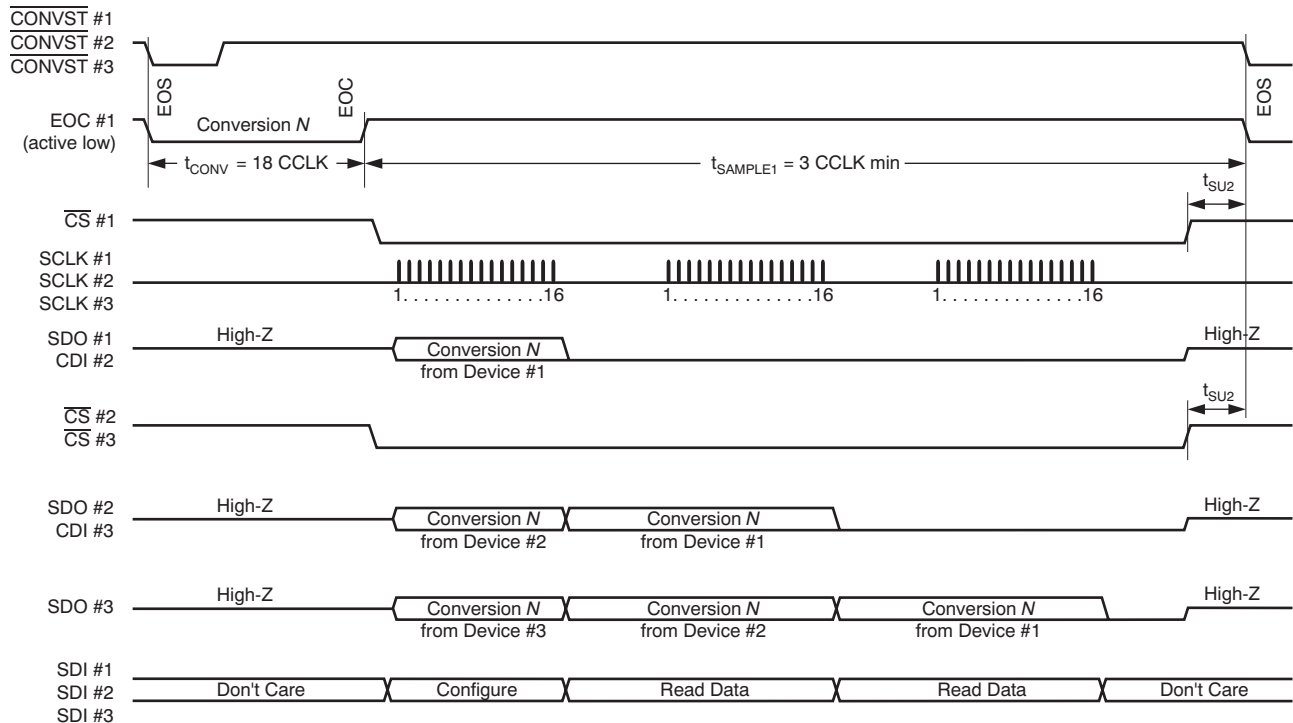 CONVST #1
CONVST #2
CONVST #3
EOS
EOC
EOS
EOC #1
(active low)
Conversion N
tCONV = 18 CCLK
tSAMPLE1 = 3 CCLK min
tSU2
CS #1
SCLK #1
SCLK #2
SCLK #3
1. . . . . . . . . . . . . .16
1. . . . . . . . . . . . . .16
1. . . . . . . . . . . . . .16
SDO #1
CDI #2
High-Z
Conversion N
from Device #1
High-Z
tSU2
CS #2
CS #3
SDO #2
CDI #3
High-Z
Conversion N
from Device #2
Conversion N
from Device #1
High-Z
SDO #3
High-Z
Conversion N
from Device #3
Conversion N
from Device #2
Conversion N
from Device #1
High-Z
SDI #1
SDI #2
SDI #3
Don't Care
Configure
Read Data
Read Data
Don't Care